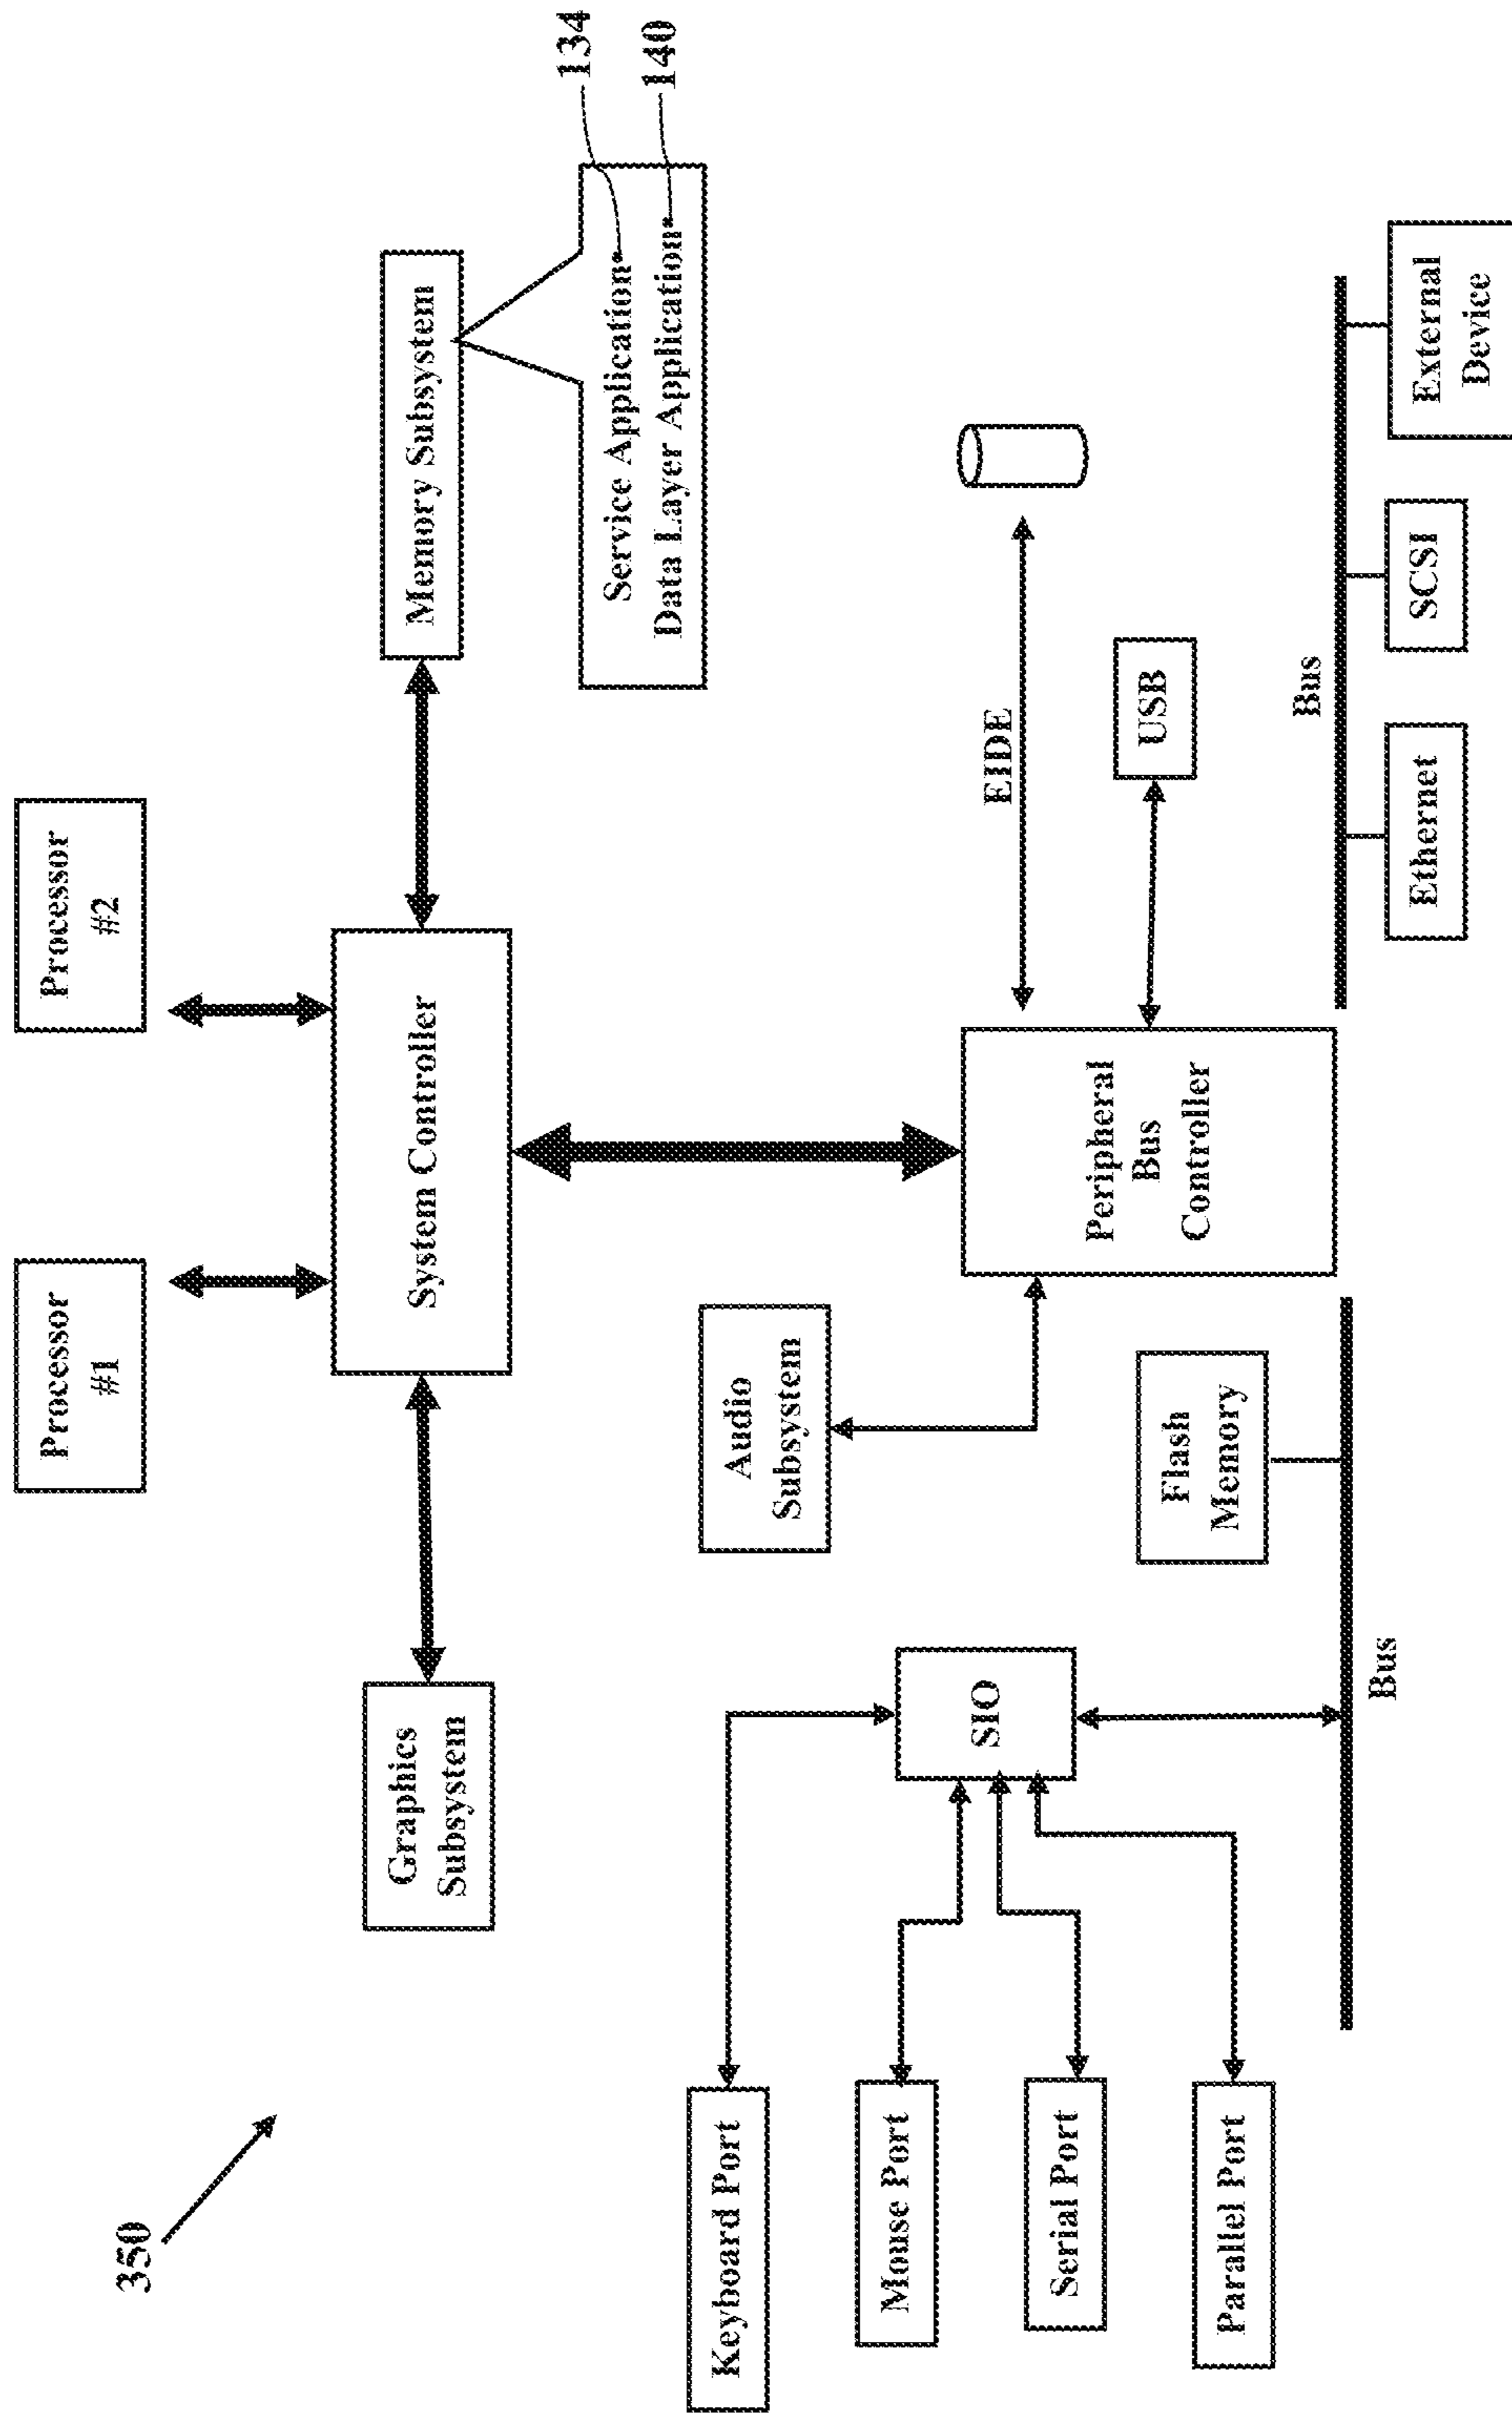 350
Processor
#1
Processor
#2
Graphics
Subsystem
System Controller
Memory Subsystem
134
Service Application
140
Data Layer Application
Keyboard Port
Mouse Port
Serial Port
Parallel Port
SIO
Audio
Subsystem
Flash
Memory
Bus
Peripheral
Bus
Controller
EIDE
USB
Bus
Ethernet
SCSI
External
Device